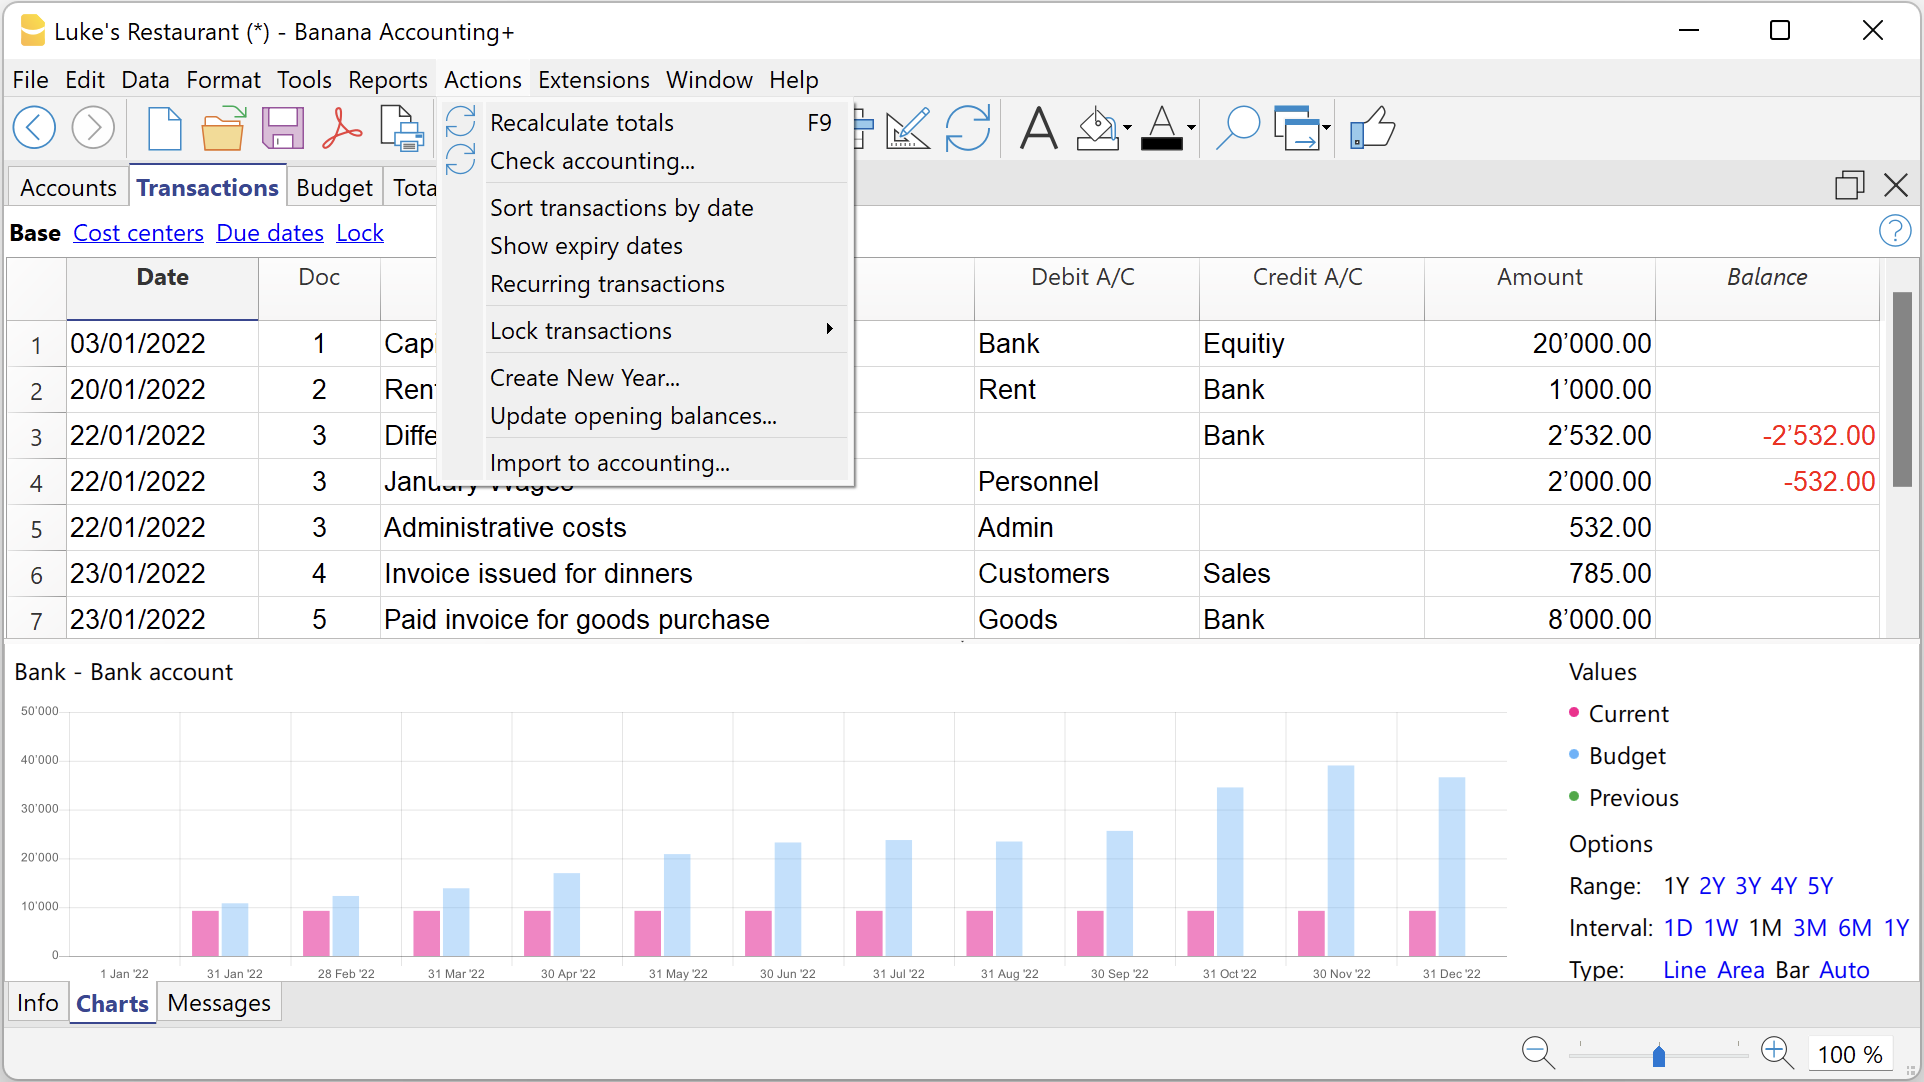 Luke's Restaurant (*) - Banana Accounting+
File Edit Data Format Tools Reports Actions Extensions Window Help
Recalculate totals F9
Check accounting...
Sort transactions by date
Show expiry dates
Recurring transactions
Lock transactions
Create New Year...
Update opening balances...
Import to accounting...
Accounts Transactions Budget Tota
Base Cost centers Due dates Lock
Date Doc Debit A/C Credit A/C Amount Balance
1 03/01/2022 1 Capi Bank Equitiy 20’000.00
2 20/01/2022 2 Ren Rent Bank 1’000.00
3 22/01/2022 3 Diffe Bank 2’532.00 -2’532.00
4 22/01/2022 3 January Wages Personnel 2’000.00 -532.00
5 22/01/2022 3 Administrative costs Admin 532.00
6 23/01/2022 4 Invoice issued for dinners Customers Sales 785.00
7 23/01/2022 5 Paid invoice for goods purchase Goods Bank 8’000.00
Bank - Bank account
50’000
40’000
30’000
20’000
10’000
0
1 Jan '22 31 Jan '22 28 Feb '22 31 Mar '22 30 Apr '22 31 May '22 30 Jun '22 31 Jul '22 31 Aug '22 30 Sep '22 31 Oct '22 30 Nov '22 31 Dec '22
Values
Current
Budget
Previous
Options
Range: 1Y 2Y 3Y 4Y 5Y
Interval: 1D 1W 1M 3M 6M 1Y
Type: Line Area Bar Auto
Info Charts Messages
100 %